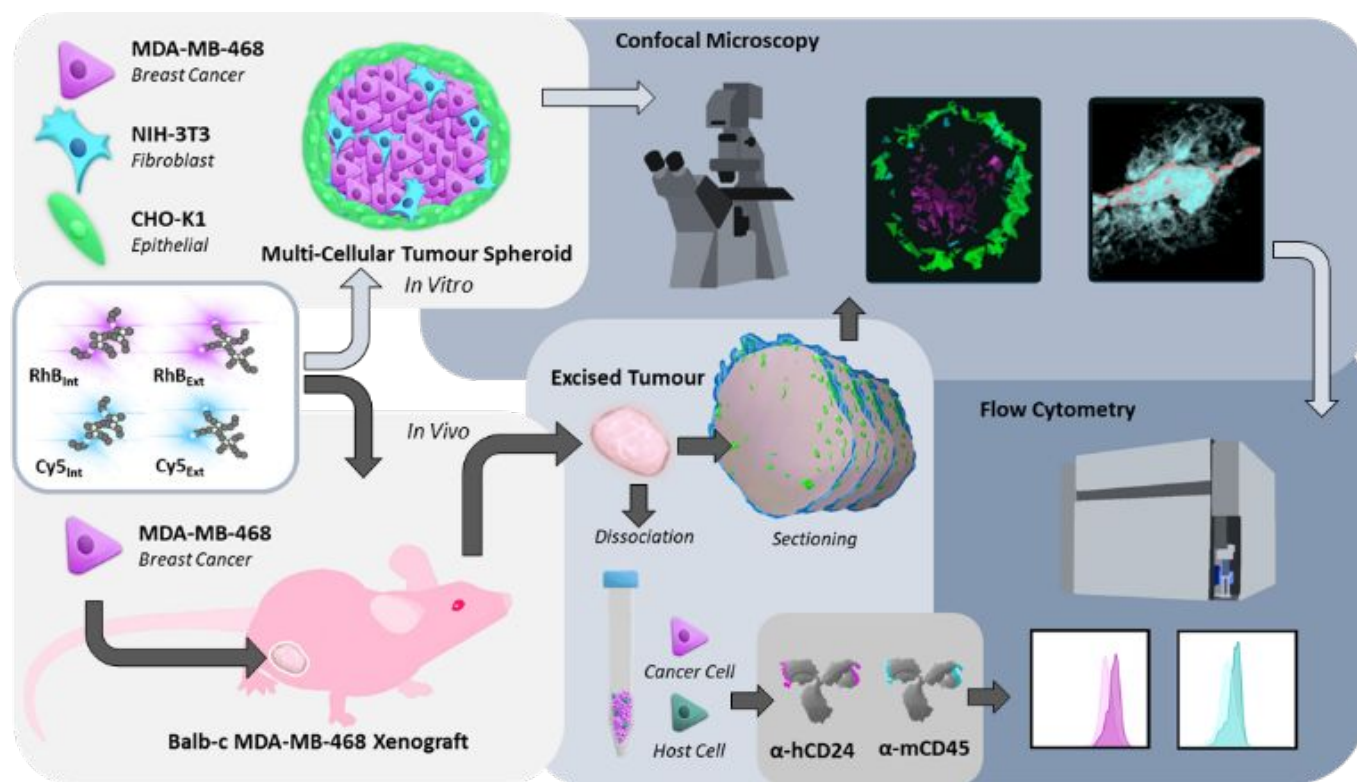 MDA-MB-468
Breast Cancer
NIH-3T3
Fibroblast
CHO-K1
Epithelial
Multi-Cellular Tumour Spheroid
In Vitro
Confocal Microscopy
RhBInt
RhBExt
Cy5Int
Cy5Ext
In Vivo
MDA-MB-468
Breast Cancer
Balb-c MDA-MB-468 Xenograft
Excised Tumour
Dissociation
Sectioning
Cancer Cell
Host Cell
α-hCD24
α-mCD45
Flow Cytometry